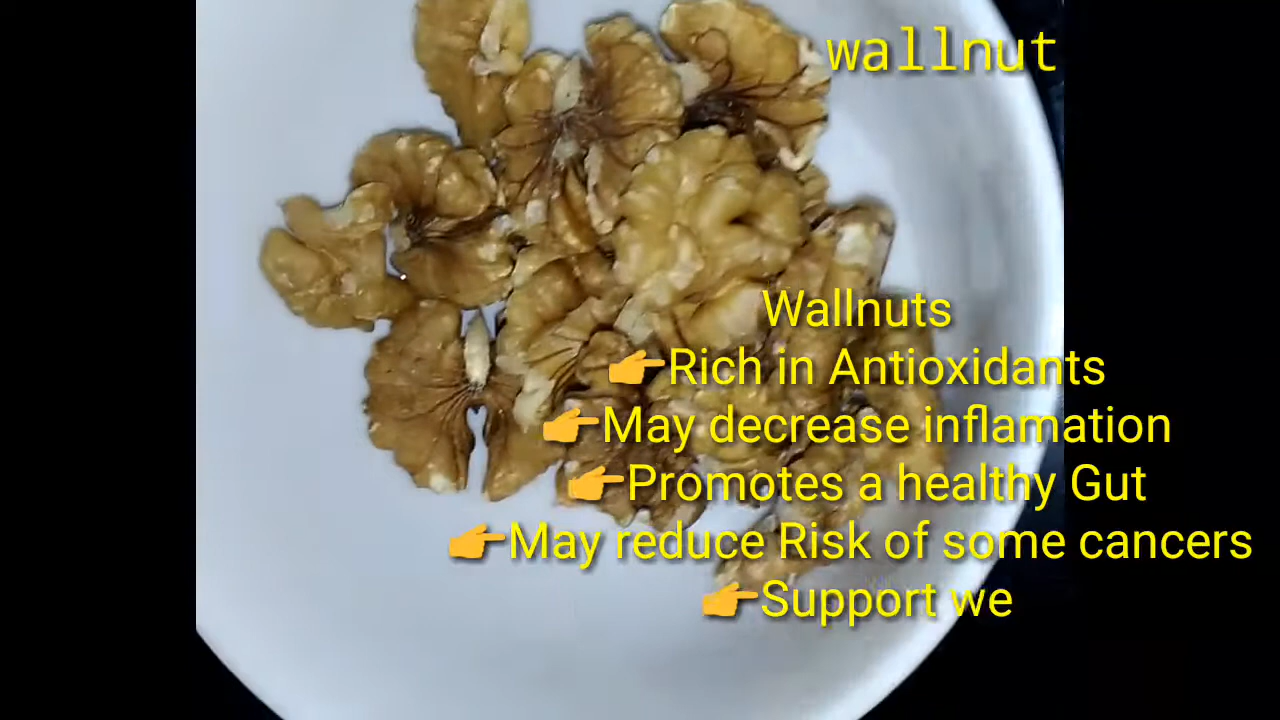 wallnut
Wallnuts
👉Rich in Antioxidants
👉May decrease inflamation
👉Promotes a healthy Gut
👉May reduce Risk of some cancers
👉Support we